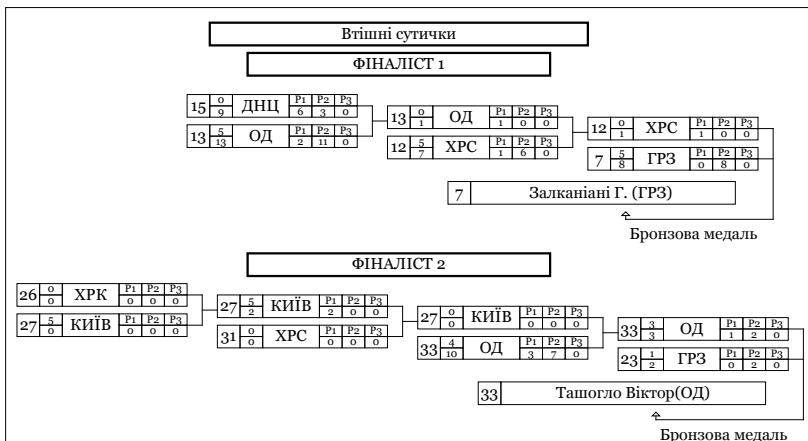 Втішні сутички
ФІНАЛІСТ 1
15 0 9 ДНЦ P1 6 P2 3 P3 0
13 5 13 ОД P1 2 P2 11 P3 0
13 0 1 ОД P1 1 P2 0 P3 0
12 5 7 ХРС P1 1 P2 6 P3 0
12 0 1 ХРС P1 1 P2 0 P3 0
7 5 8 ГРЗ P1 0 P2 8 P3 0
7 Залканіані Г. (ГРЗ)
Бронзова медаль
ФІНАЛІСТ 2
26 0 0 ХРК P1 0 P2 0 P3 0
27 5 0 КИЇВ P1 0 P2 0 P3 0
27 5 2 КИЇВ P1 2 P2 0 P3 0
31 0 0 ХРС P1 0 P2 0 P3 0
27 0 0 КИЇВ P1 0 P2 0 P3 0
33 4 10 ОД P1 3 P2 7 P3 0
33 3 3 ОД P1 1 P2 2 P3 0
23 1 2 ГРЗ P1 0 P2 2 P3 0
33 Ташогло Віктор(ОД)
Бронзова медаль